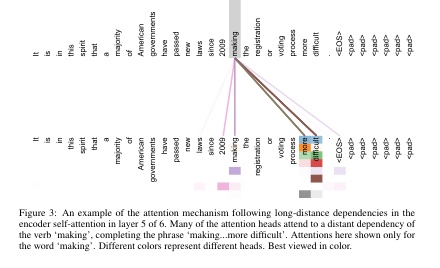 It is in this spirit that a majority of American governments have passed new laws since 2009 making the registration or voting process more difficult . <EOS> <pad> <pad> <pad> <pad> <pad> <pad>
It is in this spirit that a majority of American governments have passed new laws since 2009 making the registration or voting process more difficult . <EOS> <pad> <pad> <pad> <pad> <pad> <pad>
Figure 3: An example of the attention mechanism following long-distance dependencies in the
encoder self-attention in layer 5 of 6. Many of the attention heads attend to a distant dependency of
the verb ‘making’, completing the phrase ‘making...more difficult’. Attentions here shown only for
the word ‘making’. Different colors represent different heads. Best viewed in color.